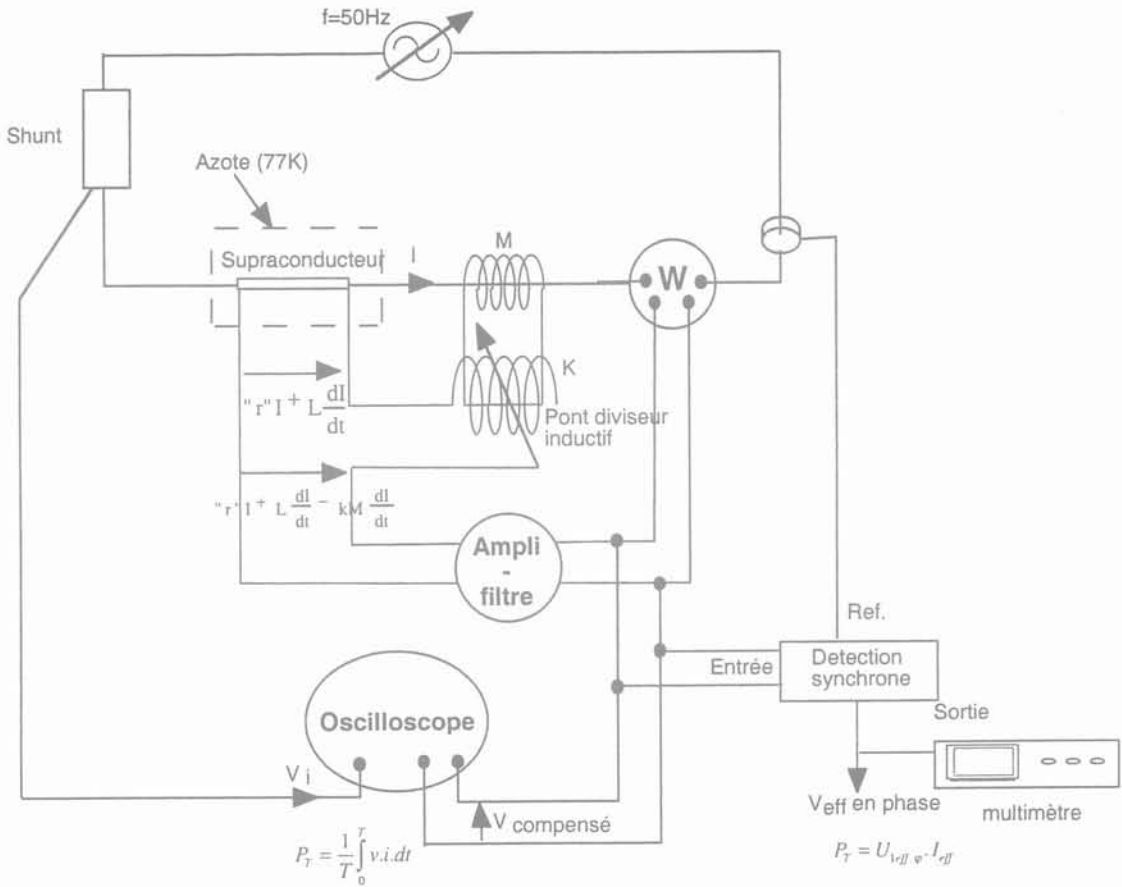 f=50Hz
Shunt
Azote (77K)
Supraconducteur
I
M
W
K
"r" I + L dI/dt
Pont diviseur
inductif
"r" I + L dI/dt - kM dI/dt
Ampli
-
filtre
Ref.
Entrée
Detection
synchrone
Sortie
Oscilloscope
V i
V compensé
Veff en phase
multimètre
P_T = 1/T ∫_0^T v.i.dt
P_T = U_Veff φ . I_eff